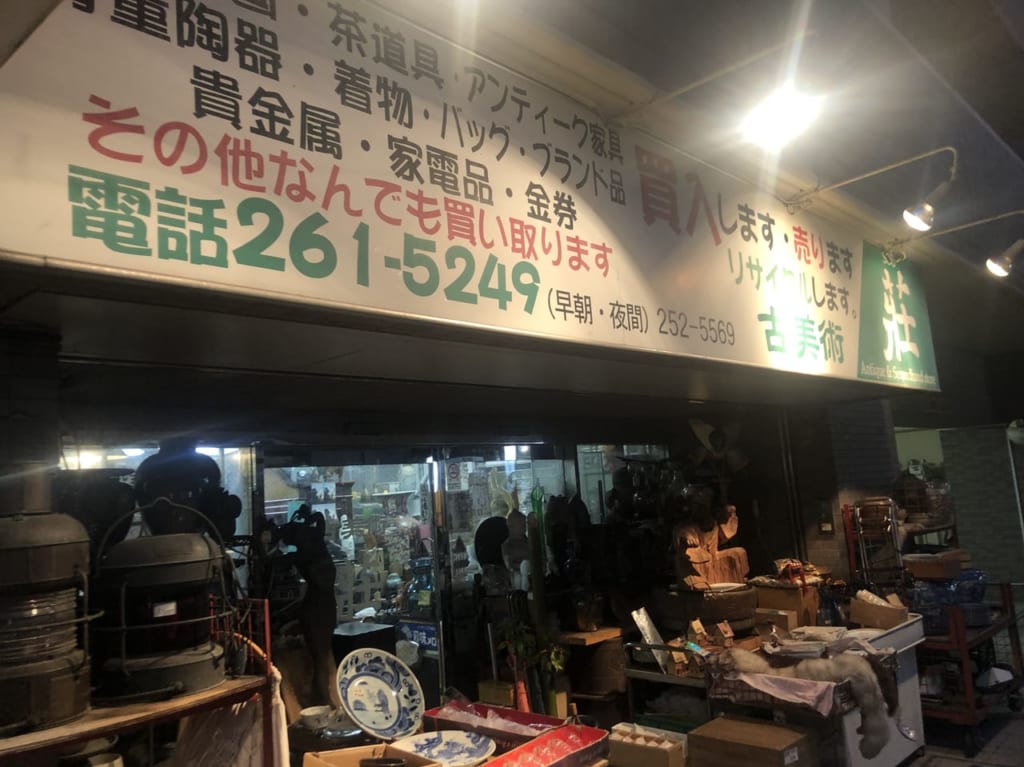 画・茶道具・アンティーク家具
重陶器・着物・バッグ・ブランド品
貴金属・家電品・金券
その他なんでも買い取ります
電話261-5249(早朝・夜間) 252-5569
買入します・売ります
リサイクルします。
古美術
荘